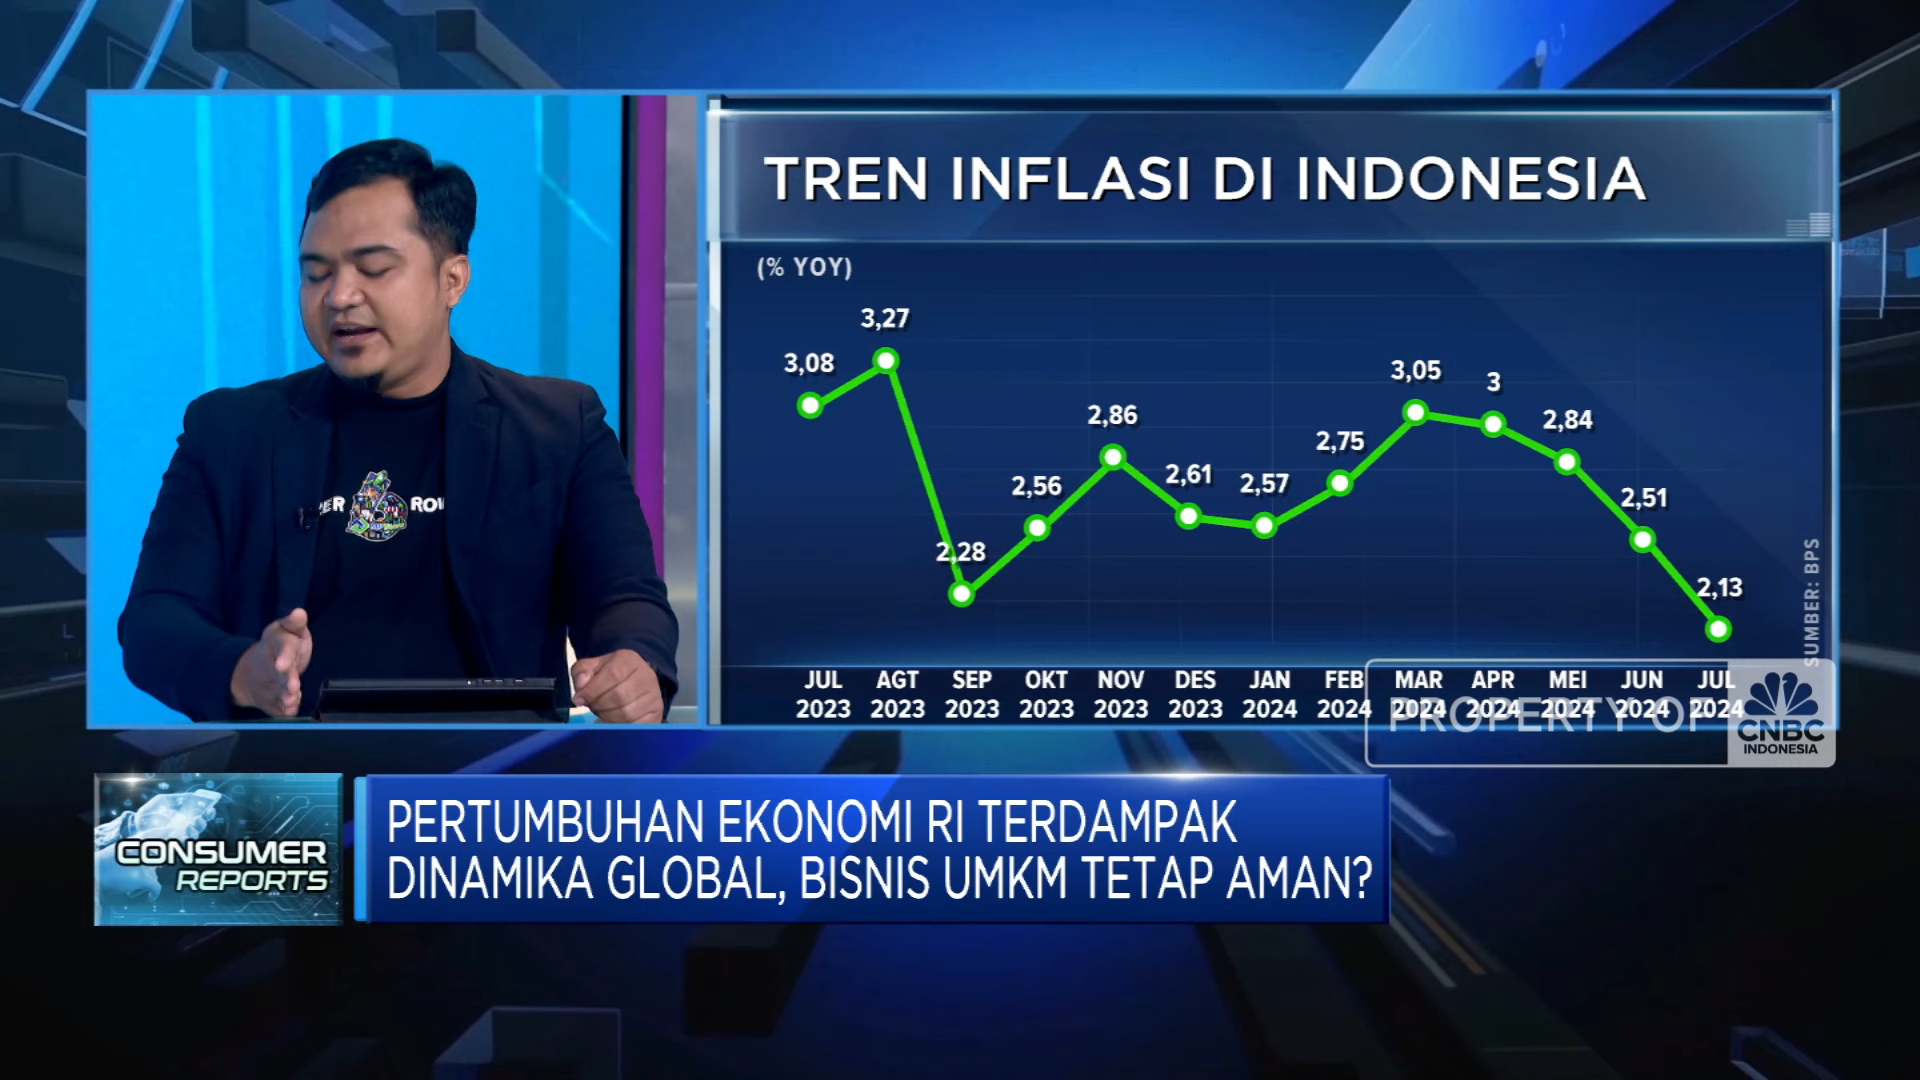 TREN INFLASI DI INDONESIA
(% YOY)
3,08
3,27
2,28
2,56
2,86
2,61
2,57
2,75
3,05
3
2,84
2,51
2,13
JUL AGT SEP OKT NOV DES JAN FEB MAR APR MEI JUN JUL
2023 2023 2023 2023 2023 2023 2024 2024 2024 2024 2024 2024 2024
SUMBER: BPS
PROPERTY OF
CNBC
INDONESIA
ER ROW
CONSUMER
REPORTS
PERTUMBUHAN EKONOMI RI TERDAMPAK
DINAMIKA GLOBAL, BISNIS UMKM TETAP AMAN?